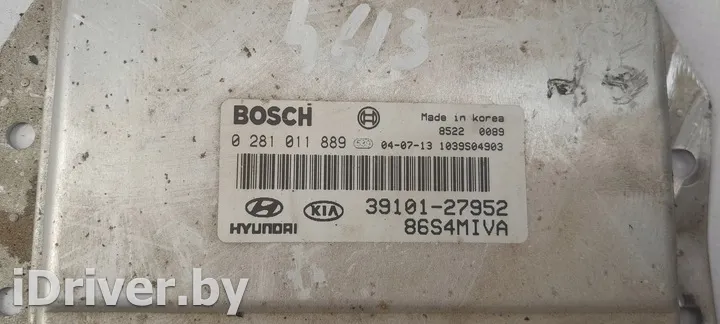 4613
BOSCH
Made in korea
8522 0089
0 281 011 889 04-07-13 1039S04903
HYUNDAI KIA 39101-27952
86S4MIVA
iDriver.by